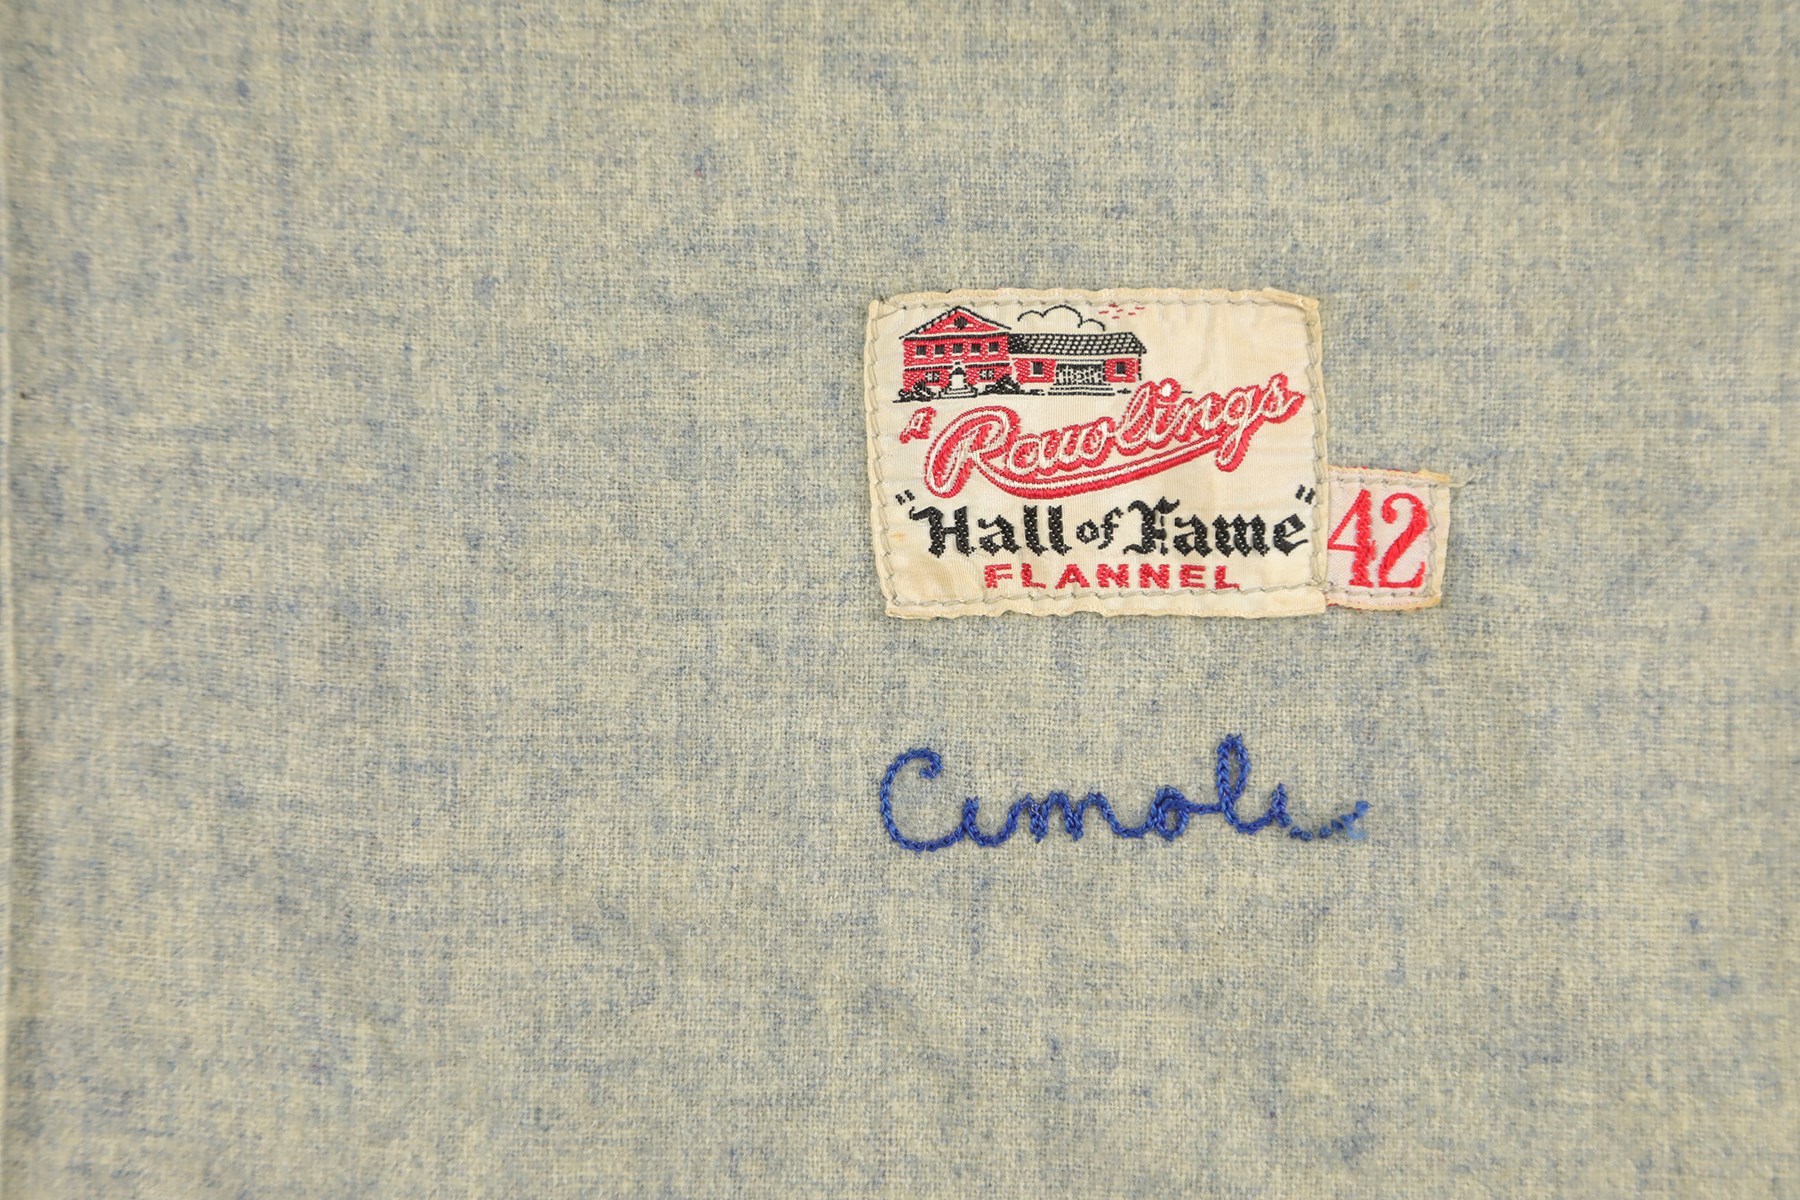 A
Rawlings
"Hall of Fame"
FLANNEL
42
Cimoli